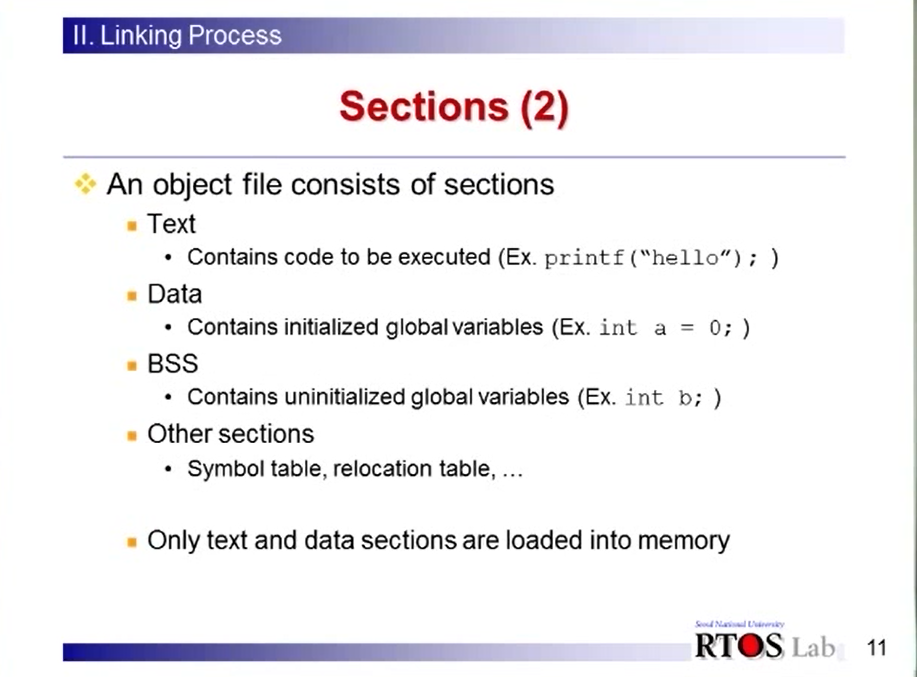 II. Linking Process
Sections (2)
An object file consists of sections
Text
• Contains code to be executed (Ex. printf(“hello”); )
Data
• Contains initialized global variables (Ex. int a = 0; )
BSS
• Contains uninitialized global variables (Ex. int b; )
Other sections
• Symbol table, relocation table, …
Only text and data sections are loaded into memory
Seoul National University
RTOS Lab
11